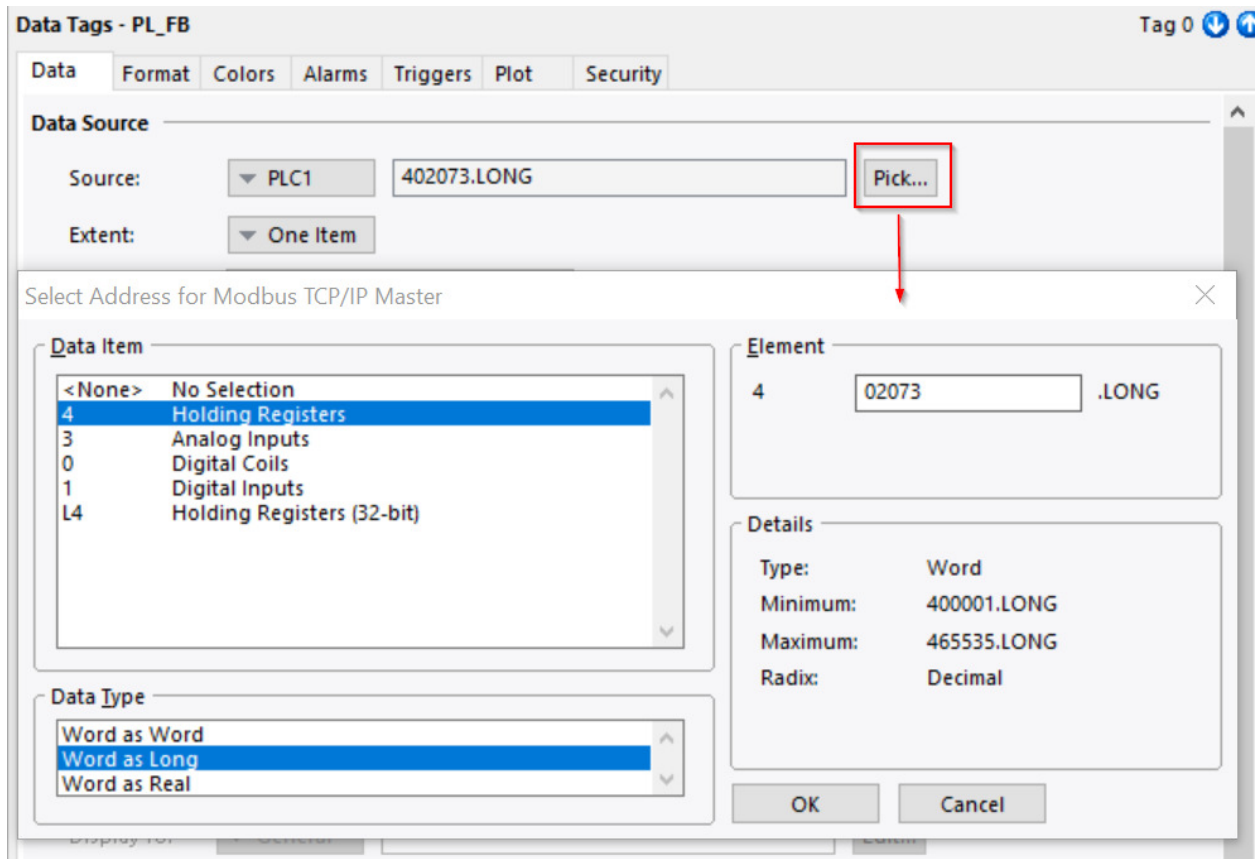 Data Tags - PL_FB
Tag 0
Data Format Colors Alarms Triggers Plot Security
Data Source
Source: PLC1 402073.LONG Pick...
Extent: One Item
Select Address for Modbus TCP/IP Master
Data Item
<None> No Selection
4 Holding Registers
3 Analog Inputs
0 Digital Coils
1 Digital Inputs
L4 Holding Registers (32-bit)
Element
4 02073 .LONG
Details
Type: Word
Minimum: 400001.LONG
Maximum: 465535.LONG
Radix: Decimal
Data Type
Word as Word
Word as Long
Word as Real
OK Cancel